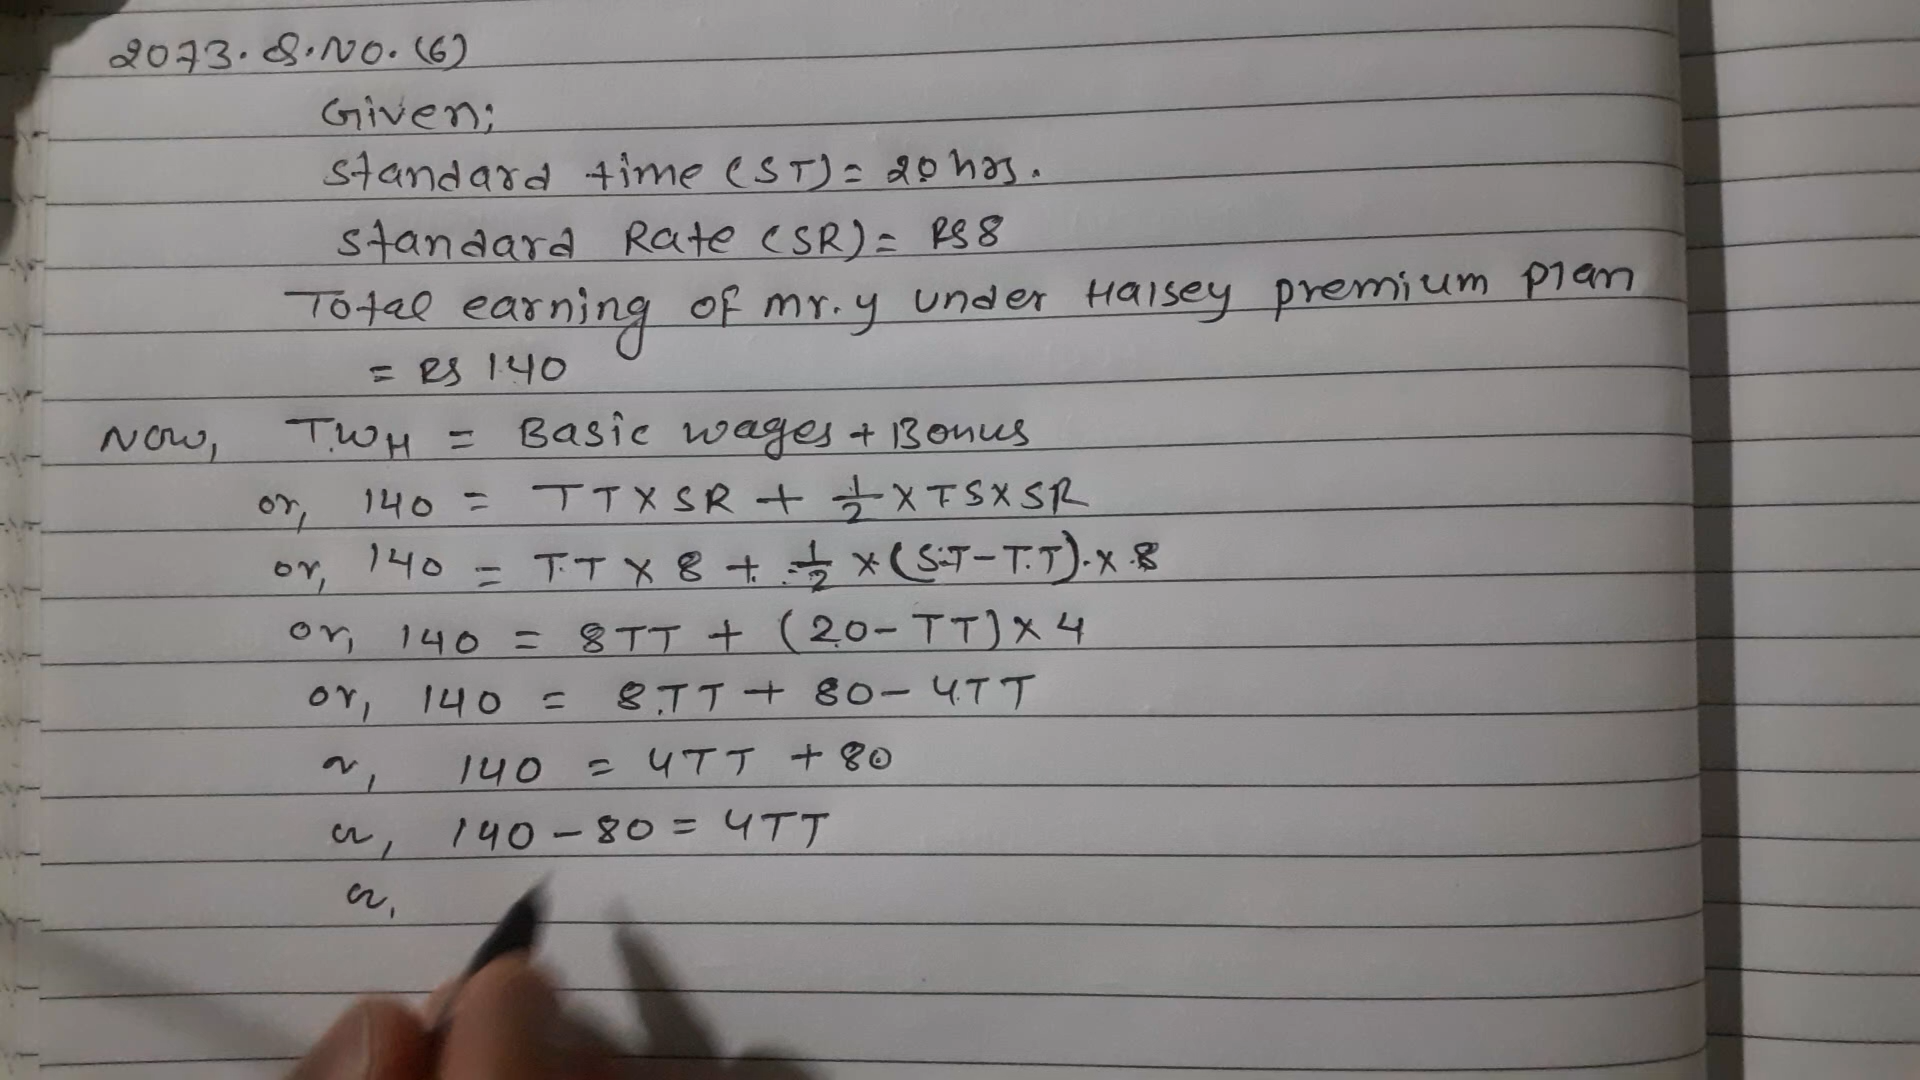 2073. Q.NO. (6)
Given;
Standard time (ST) = 20 hrs.
Standard Rate (SR) = RS 8
Total earning of mr. y under Halsey premium plan
= RS 140
Now, T.WH = Basic wages + Bonus
or, 140 = TT X SR + 1/2 X TS X SR
or, 140 = T.T X 8 + 1/2 X (S.T - T.T) X 8
or, 140 = 8TT + (20 - TT) X 4
or, 140 = 8.TT + 80 - 4TT
or, 140 = 4TT + 80
or, 140 - 80 = 4TT
or,